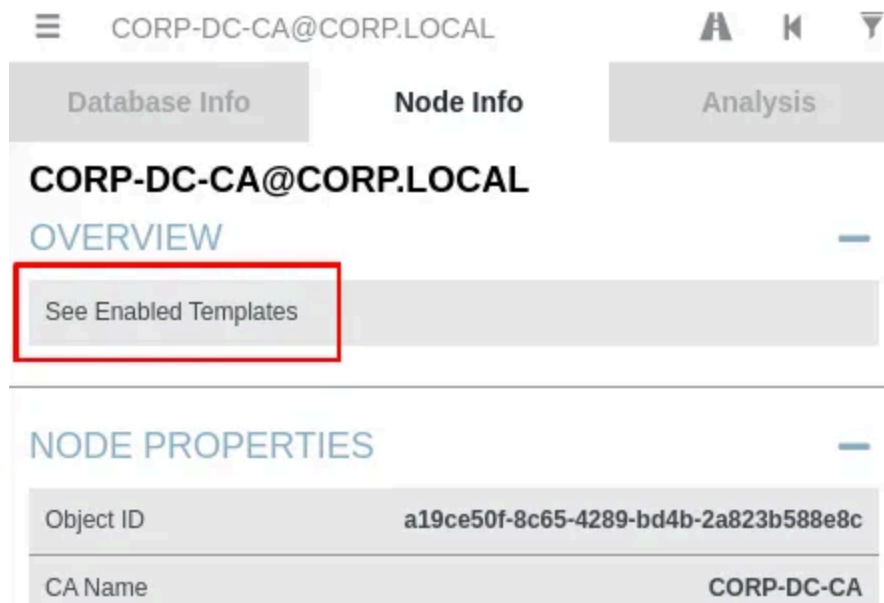 CORP-DC-CA@CORP.LOCAL
Database Info Node Info Analysis
CORP-DC-CA@CORP.LOCAL
OVERVIEW
See Enabled Templates
NODE PROPERTIES
Object ID a19ce50f-8c65-4289-bd4b-2a823b588e8c
CA Name CORP-DC-CA